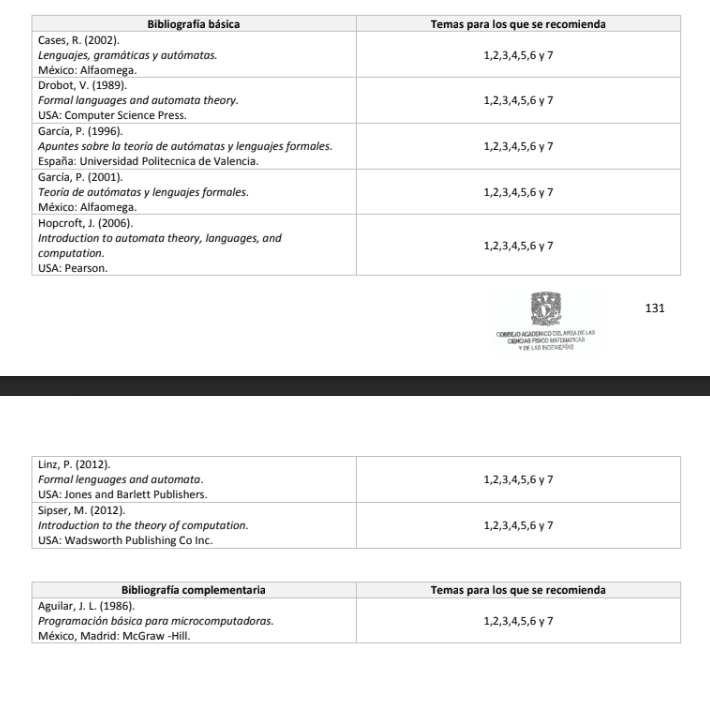 Bibliografía básica Temas para los que se recomienda
Cases, R. (2002).
Lenguajes, gramáticas y autómatas.
México: Alfaomega.
1,2,3,4,5,6 y 7
Drobot, V. (1989).
Formal languages and automata theory.
USA: Computer Science Press.
1,2,3,4,5,6 y 7
García, P. (1996).
Apuntes sobre la teoría de autómatas y lenguajes formales.
España: Universidad Politecnica de Valencia.
1,2,3,4,5,6 y 7
García, P. (2001).
Teoría de autómatas y lenguajes formales.
México: Alfaomega.
1,2,3,4,5,6 y 7
Hopcroft, J. (2006).
Introduction to automata theory, languages, and
computation.
USA: Pearson.
1,2,3,4,5,6 y 7
131
CONSEJO ACADEMICO DEL AREA DE LAS
CIENCIAS FISICO MATEMATICAS
Y DE LAS INGENIERÍAS
Linz, P. (2012).
Formal lenguages and automata.
USA: Jones and Barlett Publishers.
1,2,3,4,5,6 y 7
Sipser, M. (2012).
Introduction to the theory of computation.
USA: Wadsworth Publishing Co Inc.
1,2,3,4,5,6 y 7
Bibliografía complementaria Temas para los que se recomienda
Aguilar, J. L. (1986).
Programación básica para microcomputadoras.
México, Madrid: McGraw -Hill.
1,2,3,4,5,6 y 7